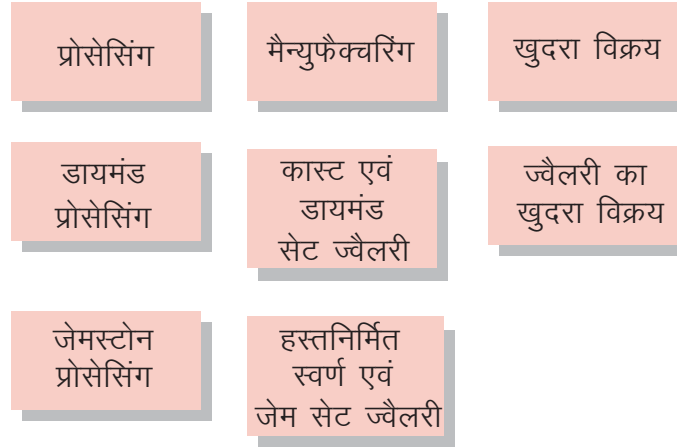 प्रोसेसिंग
मैन्युफैक्चरिंग
खुदरा विक्रय
डायमंड
प्रोसेसिंग
कास्ट एवं
डायमंड
सेट ज्वैलरी
ज्वैलरी का
खुदरा विक्रय
जेमस्टोन
प्रोसेसिंग
हस्तनिर्मित
स्वर्ण एवं
जेम सेट ज्वैलरी